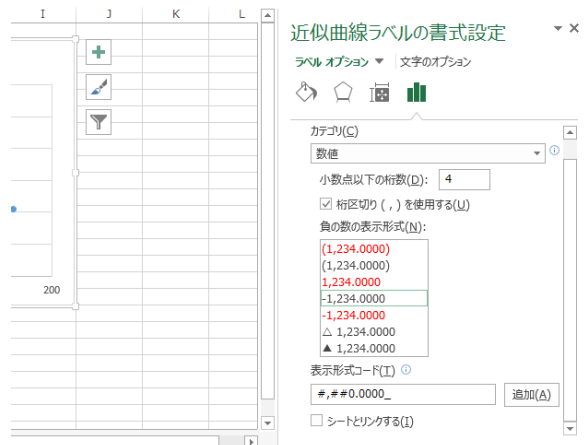 I J K L
近似曲線ラベルの書式設定
ラベル オプション ▼ 文字のオプション
カテゴリ(C)
数値
小数点以下の桁数(D): 4
桁区切り ( , ) を使用する(U)
負の数の表示形式(N):
(1,234.0000)
(1,234.0000)
1,234.0000
-1,234.0000
-1,234.0000
△ 1,234.0000
▲ 1,234.0000
200
表示形式コード(T)
#,##0.0000_ 追加(A)
シートとリンクする(I)